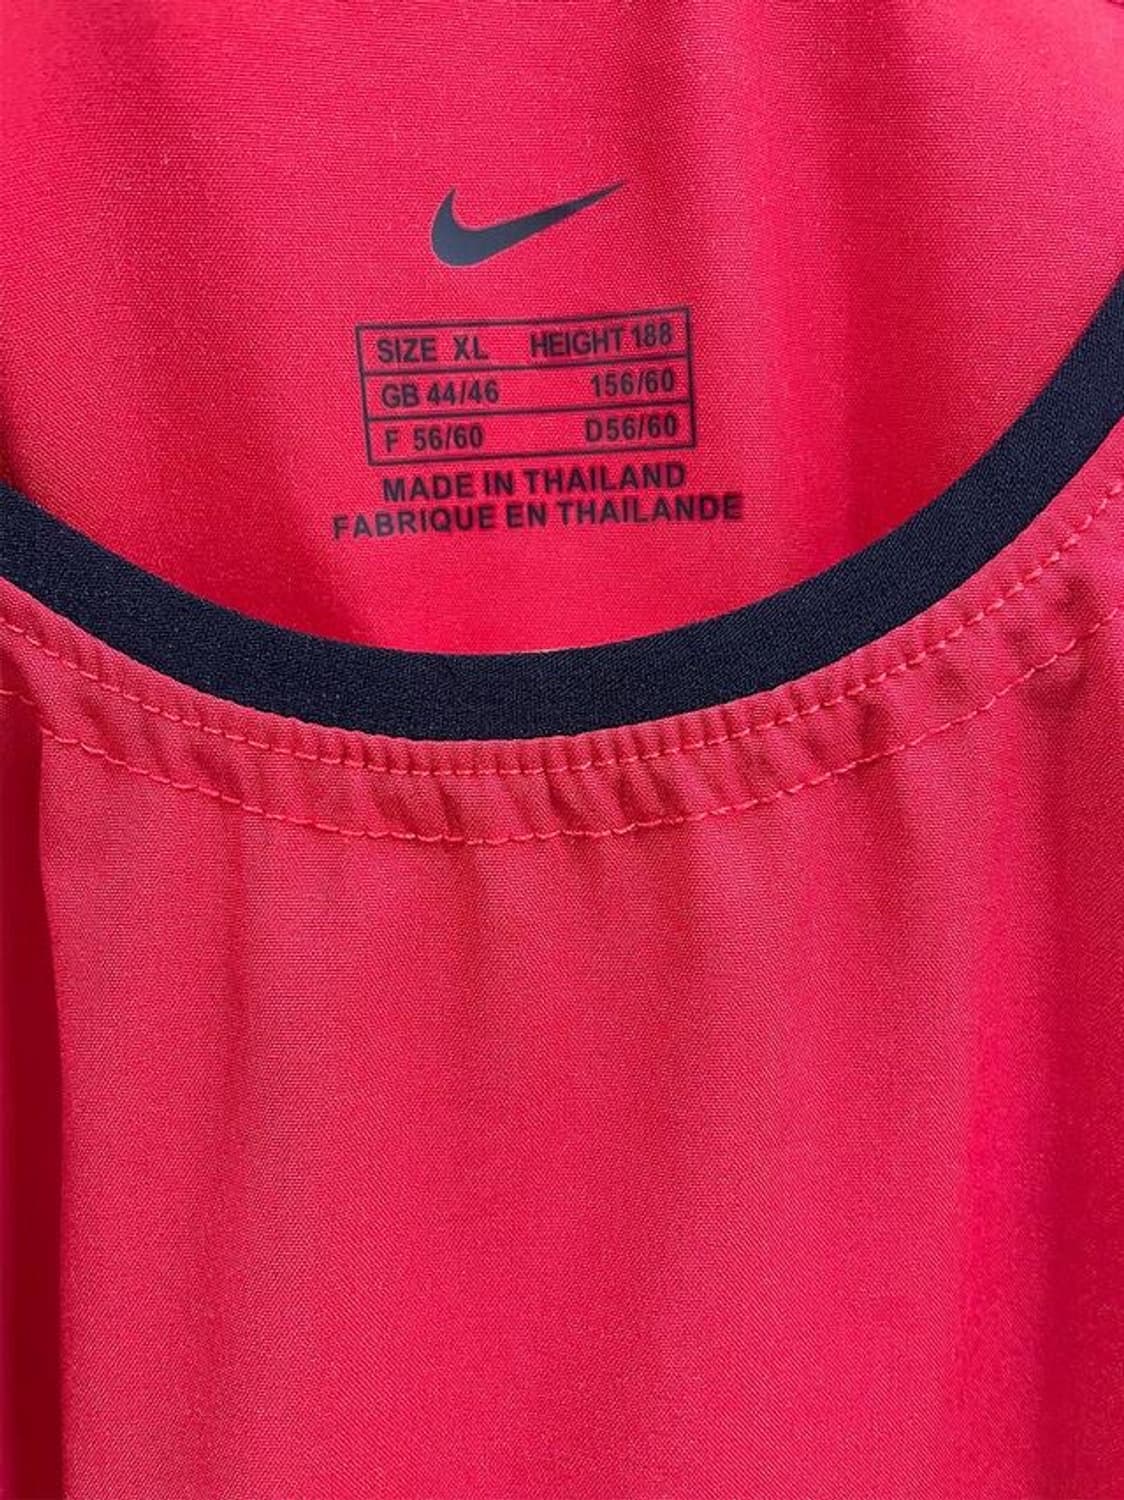 SIZE XL HEIGHT 188
GB 44/46 156/60
F 56/60 D56/60
MADE IN THAILAND
FABRIQUE EN THAILANDE